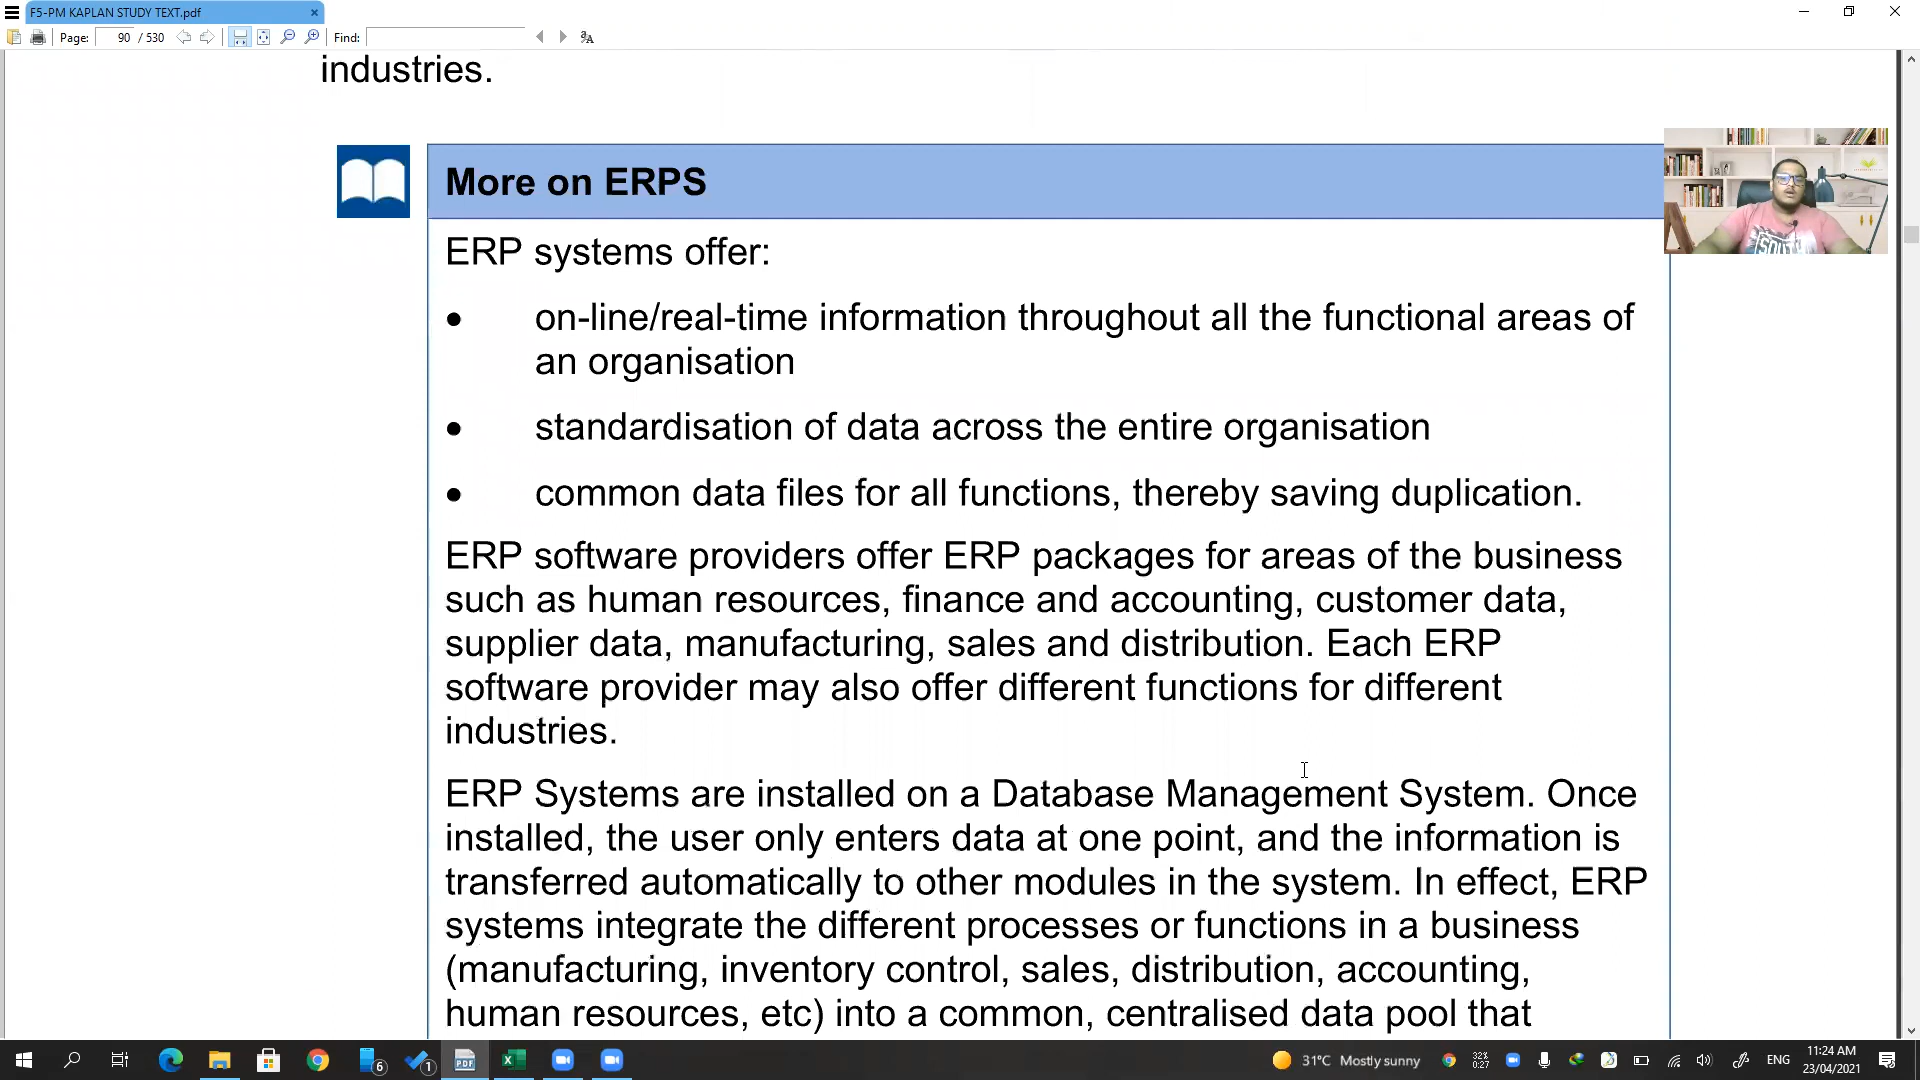 F5-PM KAPLAN STUDY TEXT.pdf
Page: 90 / 530 Find:
industries.
More on ERPS
ERP systems offer:
• on-line/real-time information throughout all the functional areas of
an organisation
• standardisation of data across the entire organisation
• common data files for all functions, thereby saving duplication.
ERP software providers offer ERP packages for areas of the business
such as human resources, finance and accounting, customer data,
supplier data, manufacturing, sales and distribution. Each ERP
software provider may also offer different functions for different
industries.
ERP Systems are installed on a Database Management System. Once
installed, the user only enters data at one point, and the information is
transferred automatically to other modules in the system. In effect, ERP
systems integrate the different processes or functions in a business
(manufacturing, inventory control, sales, distribution, accounting,
human resources, etc) into a common, centralised data pool that
SOUTH
6 1 PDF 31°C Mostly sunny 32% 0:27 ENG 11:24 AM
23/04/2021